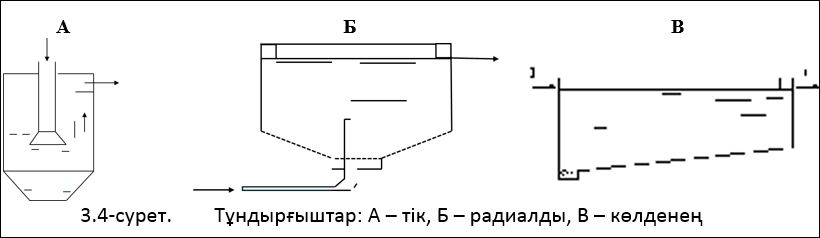 А Б В
3.4-сурет. Тұндырғыштар: А – тік, Б – радиалды, В – көлденең